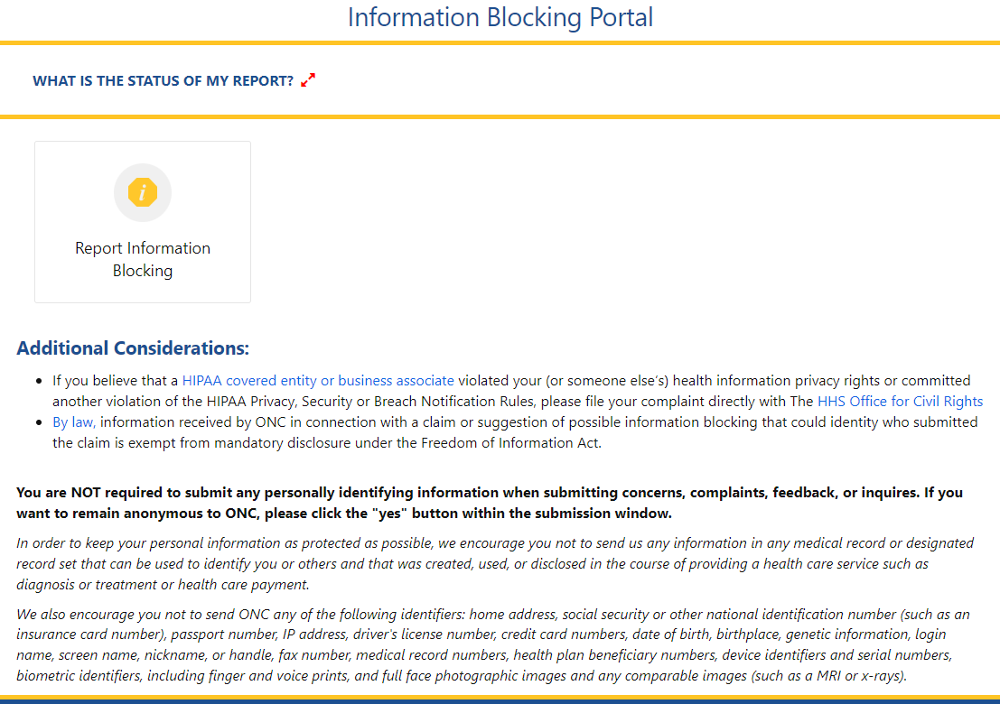 Information Blocking Portal
WHAT IS THE STATUS OF MY REPORT?
i
Report Information
Blocking
Additional Considerations:
If you believe that a HIPAA covered entity or business associate violated your (or someone else’s) health information privacy rights or committed
another violation of the HIPAA Privacy, Security or Breach Notification Rules, please file your complaint directly with The HHS Office for Civil Rights
By law, information received by ONC in connection with a claim or suggestion of possible information blocking that could identity who submitted
the claim is exempt from mandatory disclosure under the Freedom of Information Act.
You are NOT required to submit any personally identifying information when submitting concerns, complaints, feedback, or inquires. If you
want to remain anonymous to ONC, please click the "yes" button within the submission window.
In order to keep your personal information as protected as possible, we encourage you not to send us any information in any medical record or designated
record set that can be used to identify you or others and that was created, used, or disclosed in the course of providing a health care service such as
diagnosis or treatment or health care payment.
We also encourage you not to send ONC any of the following identifiers: home address, social security or other national identification number (such as an
insurance card number), passport number, IP address, driver's license number, credit card numbers, date of birth, birthplace, genetic information, login
name, screen name, nickname, or handle, fax number, medical record numbers, health plan beneficiary numbers, device identifiers and serial numbers,
biometric identifiers, including finger and voice prints, and full face photographic images and any comparable images (such as a MRI or x-rays).